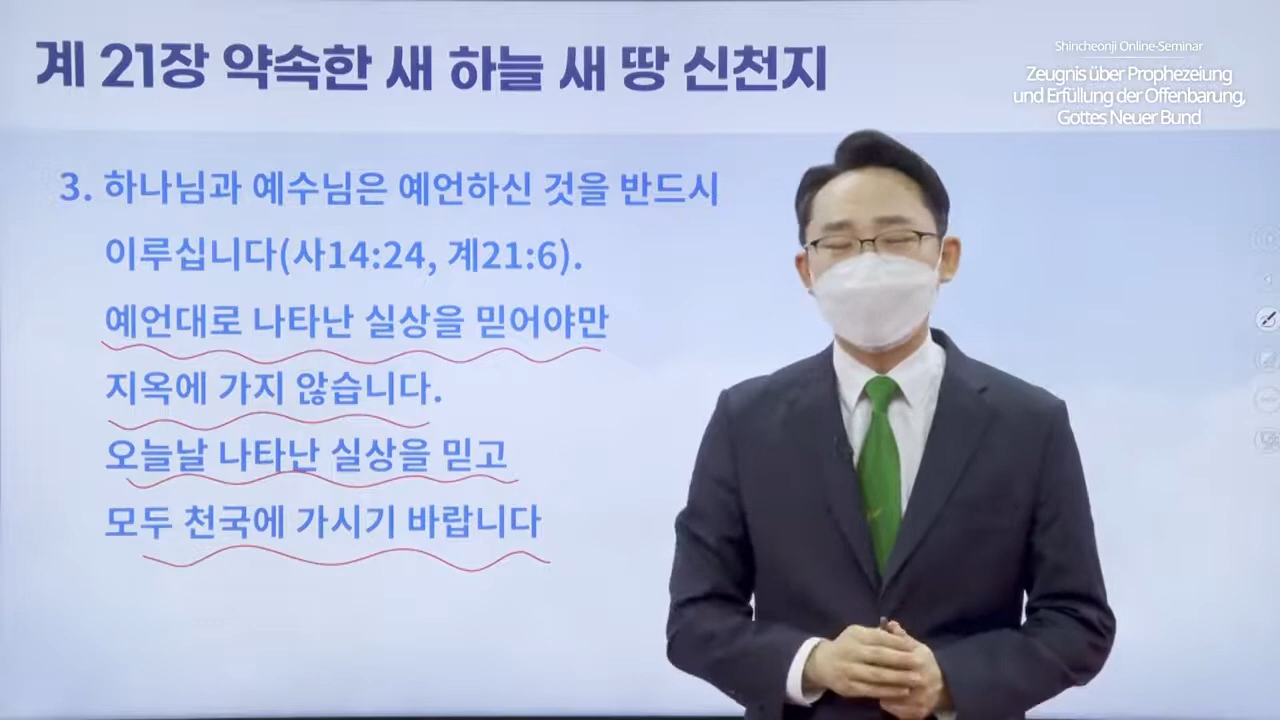 계 21장 약속한 새 하늘 새 땅 신천지
Shincheonji Online-Seminar
Zeugnis über Prophezeiung
und Erfüllung der Offenbarung,
Gottes Neuer Bund
3. 하나님과 예수님은 예언하신 것을 반드시
이루십니다(사14:24, 계21:6).
예언대로 나타난 실상을 믿어야만
지옥에 가지 않습니다.
오늘날 나타난 실상을 믿고
모두 천국에 가시기 바랍니다